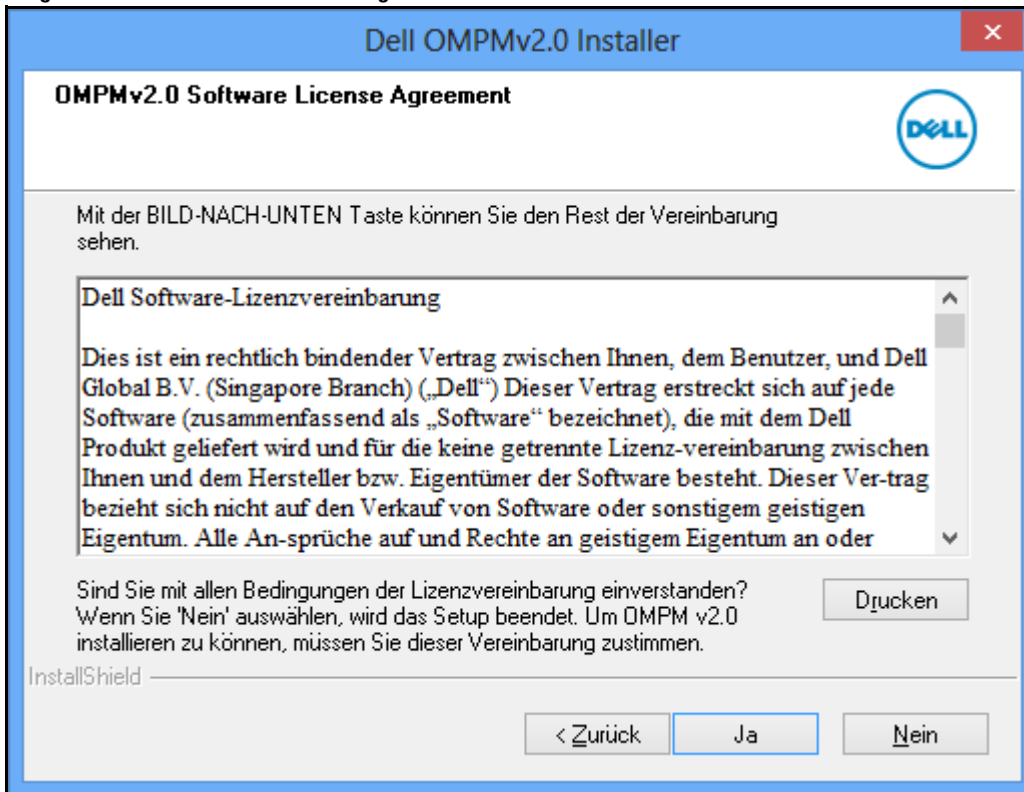 Dell OMPMv2.0 Installer
OMPMv2.0 Software License Agreement
DELL
Mit der BILD-NACH-UNTEN Taste können Sie den Rest der Vereinbarung
sehen.
Dell Software-Lizenzvereinbarung
Dies ist ein rechtlich bindender Vertrag zwischen Ihnen, dem Benutzer, und Dell
Global B.V. (Singapore Branch) („Dell“) Dieser Vertrag erstreckt sich auf jede
Software (zusammenfassend als „Software“ bezeichnet), die mit dem Dell
Produkt geliefert wird und für die keine getrennte Lizenz-vereinbarung zwischen
Ihnen und dem Hersteller bzw. Eigentümer der Software besteht. Dieser Ver-trag
bezieht sich nicht auf den Verkauf von Software oder sonstigem geistigen
Eigentum. Alle An-sprüche auf und Rechte an geistigem Eigentum an oder
Sind Sie mit allen Bedingungen der Lizenzvereinbarung einverstanden?
Wenn Sie 'Nein' auswählen, wird das Setup beendet. Um OMPM v2.0
installieren zu können, müssen Sie dieser Vereinbarung zustimmen.
Drucken
InstallShield
< Zurück
Ja
Nein